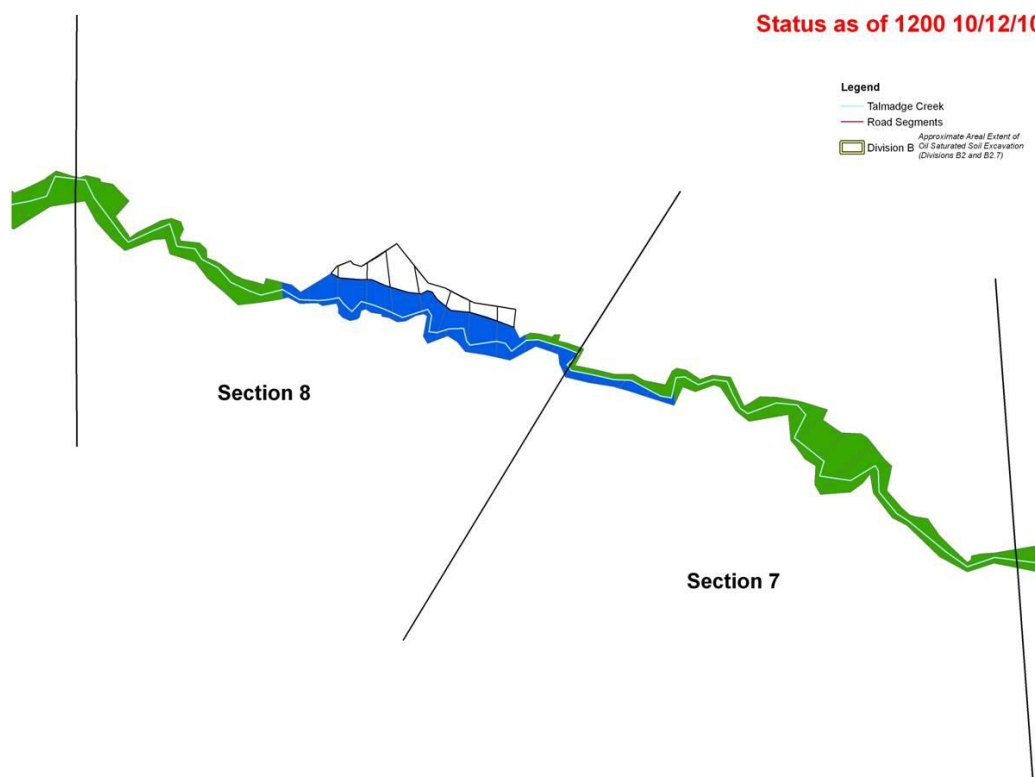 Status as of 1200 10/12/10
Legend
Talmadge Creek
Road Segments
Division B
Approximate Areal Extent of
Oil Saturated Soil Excavation
(Divisions B2 and B2.7)
Section 8
Section 7